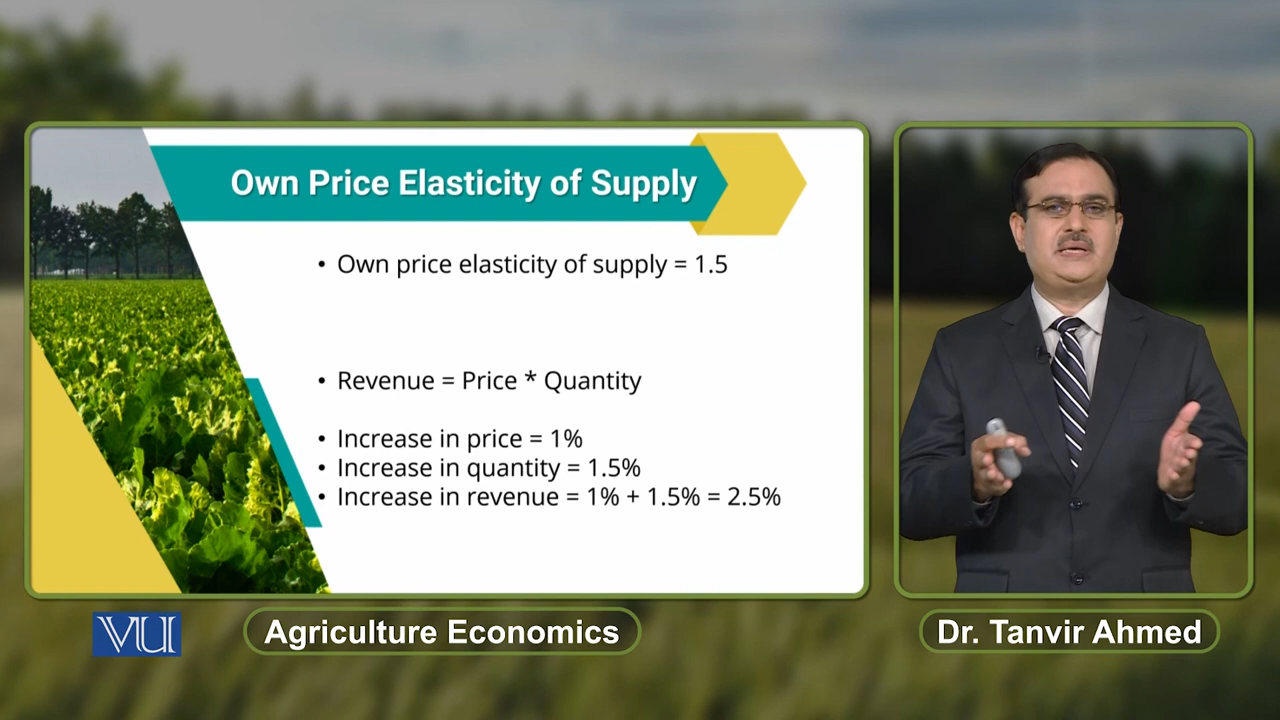 Own Price Elasticity of Supply
• Own price elasticity of supply = 1.5
• Revenue = Price * Quantity
• Increase in price = 1%
• Increase in quantity = 1.5%
• Increase in revenue = 1% + 1.5% = 2.5%
VU
Agriculture Economics
Dr. Tanvir Ahmed